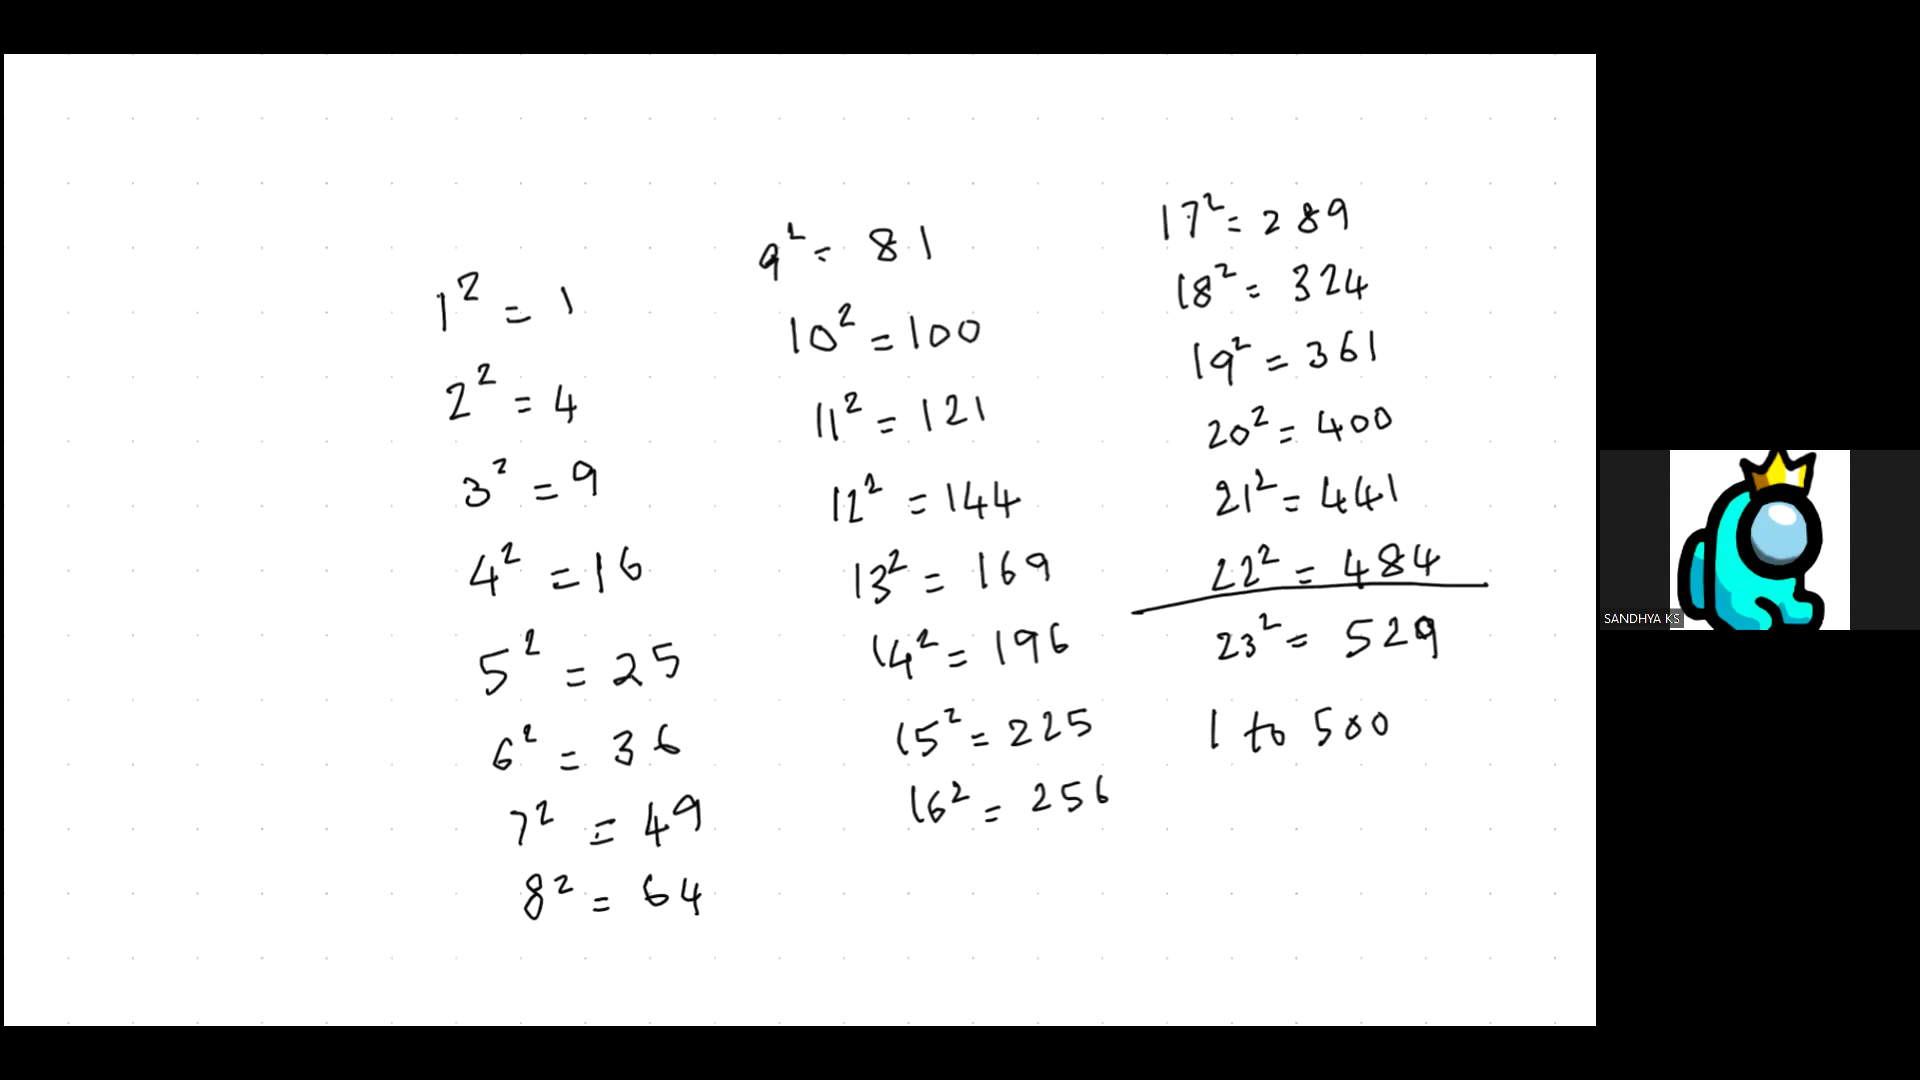 1² = 1
2² = 4
3² = 9
4² = 16
5² = 25
6² = 36
7² = 49
8² = 64
9² = 81
10² = 100
11² = 121
12² = 144
13² = 169
14² = 196
15² = 225
16² = 256
17² = 289
18² = 324
19² = 361
20² = 400
21² = 441
22² = 484
23² = 529
1 to 500
SANDHYA KS